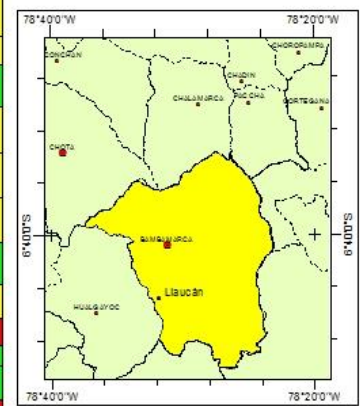 78°40'0"W 78°20'0"W
CHOROPAMPA
CONCHAN
CHADIN
CHALAMARCA PACCHA CORTEGANA
CHOTA
6°40'0"S 6°40'0"S
BAMBAMARCA
Llaucán
HUALGAYOC
78°40'0"W 78°20'0"W